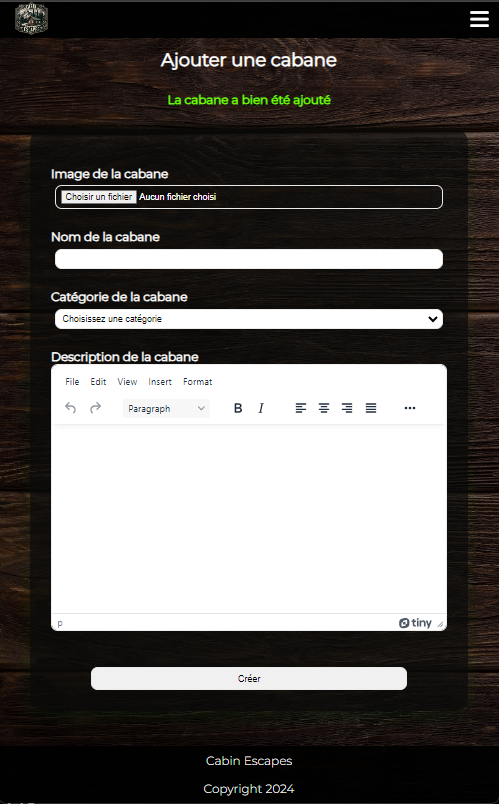 Ajouter une cabane
La cabane a bien été ajouté
Image de la cabane
Choisir un fichier Aucun fichier choisi
Nom de la cabane
Catégorie de la cabane
Choisissez une catégorie
Description de la cabane
File Edit View Insert Format
Paragraph B I
p tiny
Créer
Cabin Escapes
Copyright 2024